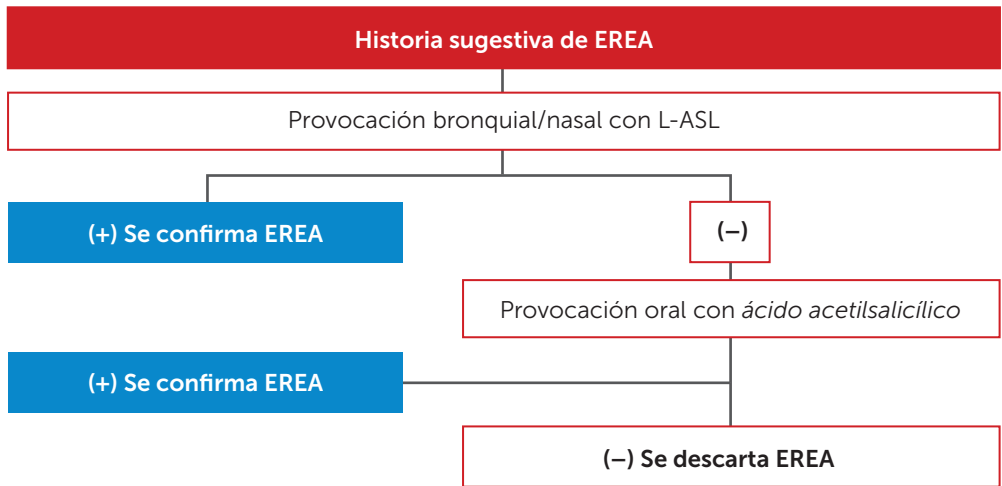 Historia sugestiva de EREA
Provocación bronquial/nasal con L-ASL
(+) Se confirma EREA
(–)
Provocación oral con ácido acetilsalicílico
(+) Se confirma EREA
(–) Se descarta EREA